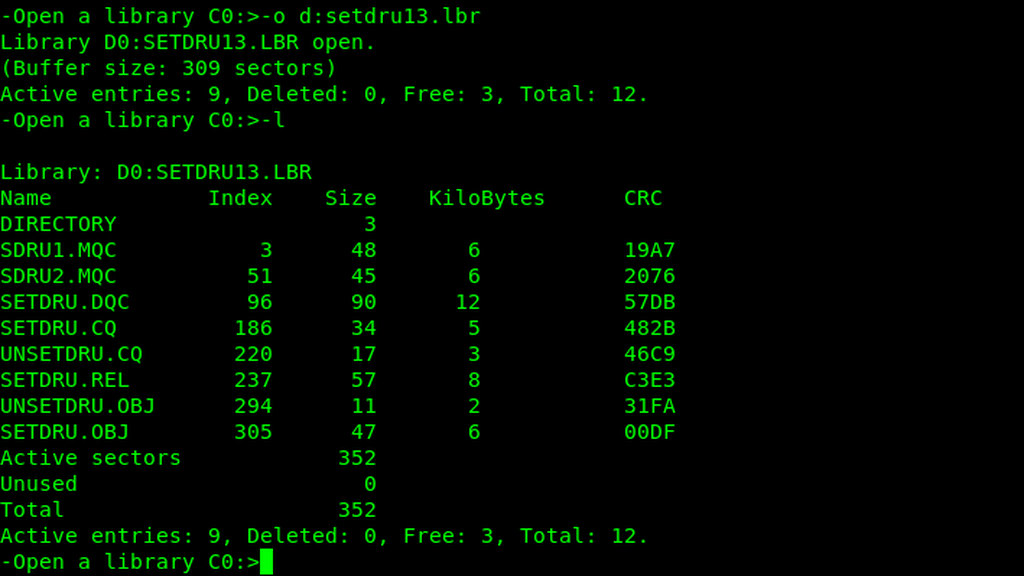 -Open a library C0:>-o d:setdru13.lbr
Library D0:SETDRU13.LBR open.
(Buffer size: 309 sectors)
Active entries: 9, Deleted: 0, Free: 3, Total: 12.
-Open a library C0:>-l

Library: D0:SETDRU13.LBR
Name            Index    Size    KiloBytes      CRC
DIRECTORY                   3
SDRU1.MQC           3      48       6           19A7
SDRU2.MQC          51      45       6           2076
SETDRU.DQC         96      90      12           57DB
SETDRU.CQ         186      34       5           482B
UNSETDRU.CQ       220      17       3           46C9
SETDRU.REL        237      57       8           C3E3
UNSETDRU.OBJ      294      11       2           31FA
SETDRU.OBJ        305      47       6           00DF
Active sectors            352
Unused                      0
Total                     352
Active entries: 9, Deleted: 0, Free: 3, Total: 12.
-Open a library C0:>